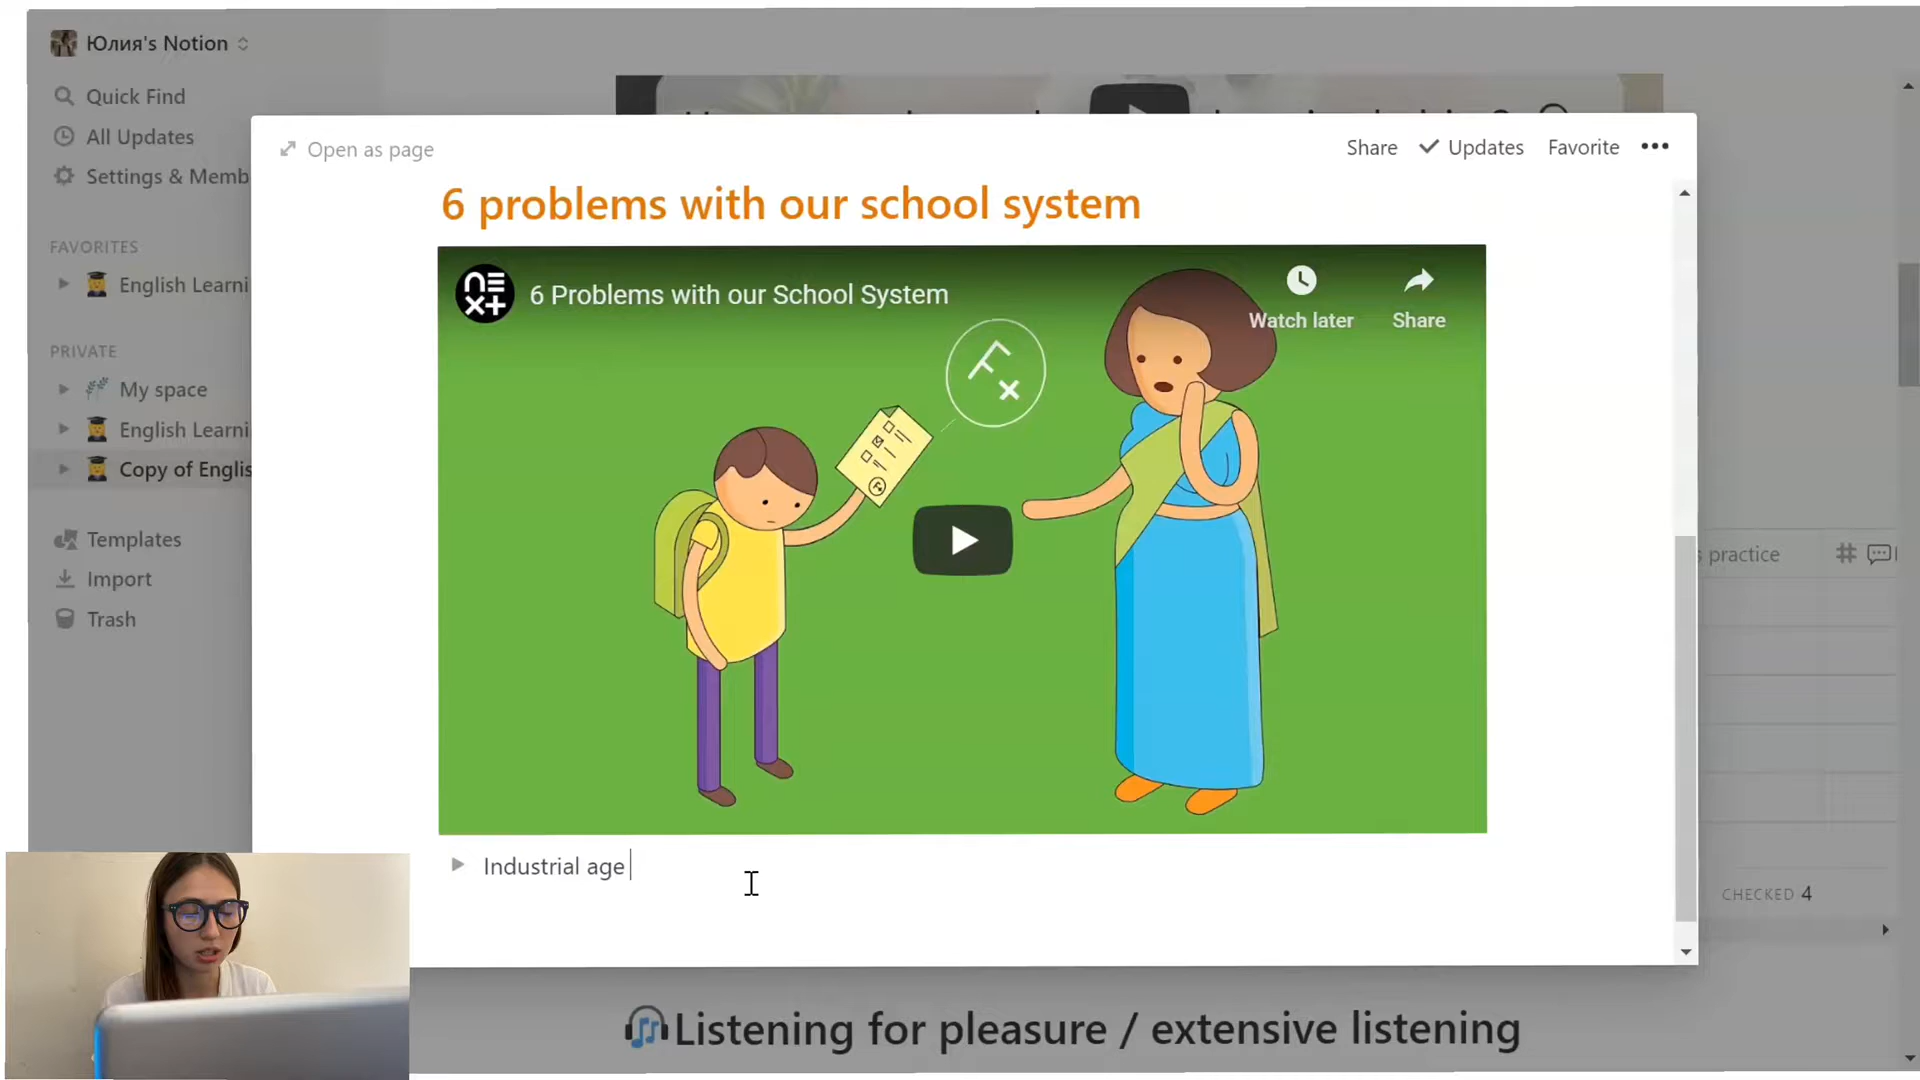 Юлия's Notion
Quick Find
All Updates
Settings & Memb
FAVORITES
English Learni
PRIVATE
My space
English Learni
Copy of Englis
Templates
Import
Trash
Open as page
Share
Updates
Favorite
6 problems with our school system
NEXT
6 Problems with our School System
Watch later
Share
F
Industrial age
s practice
CHECKED 4
Listening for pleasure / extensive listening